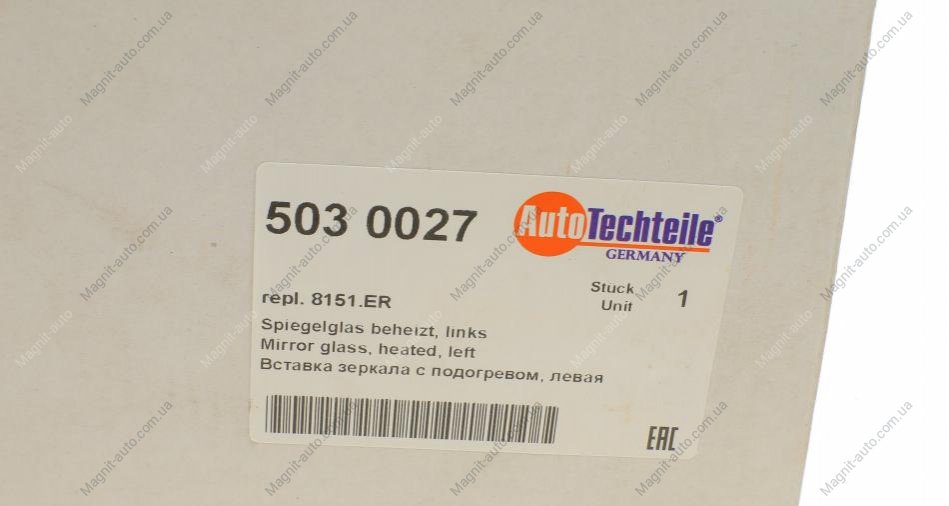 503 0027
AutoTechteile®
GERMANY
Stuck
Unit
1
repl. 8151.ER
Spiegelglas beheizt, links
Mirror glass, heated, left
Вставка зеркала с подогревом, левая
EAC
Magnit-auto.com.ua